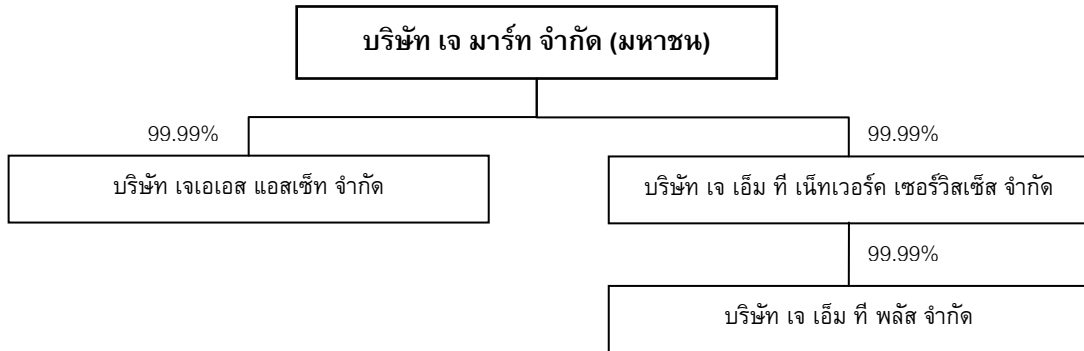 บริษัท เจ มาร์ท จำกัด (มหาชน)
99.99%
99.99%
บริษัท เจเอเอส แอสเซ็ท จำกัด
บริษัท เจ เอ็ม ที เน็ทเวอร์ค เซอร์วิสเซ็ส จำกัด
99.99%
บริษัท เจ เอ็ม ที พลัส จำกัด